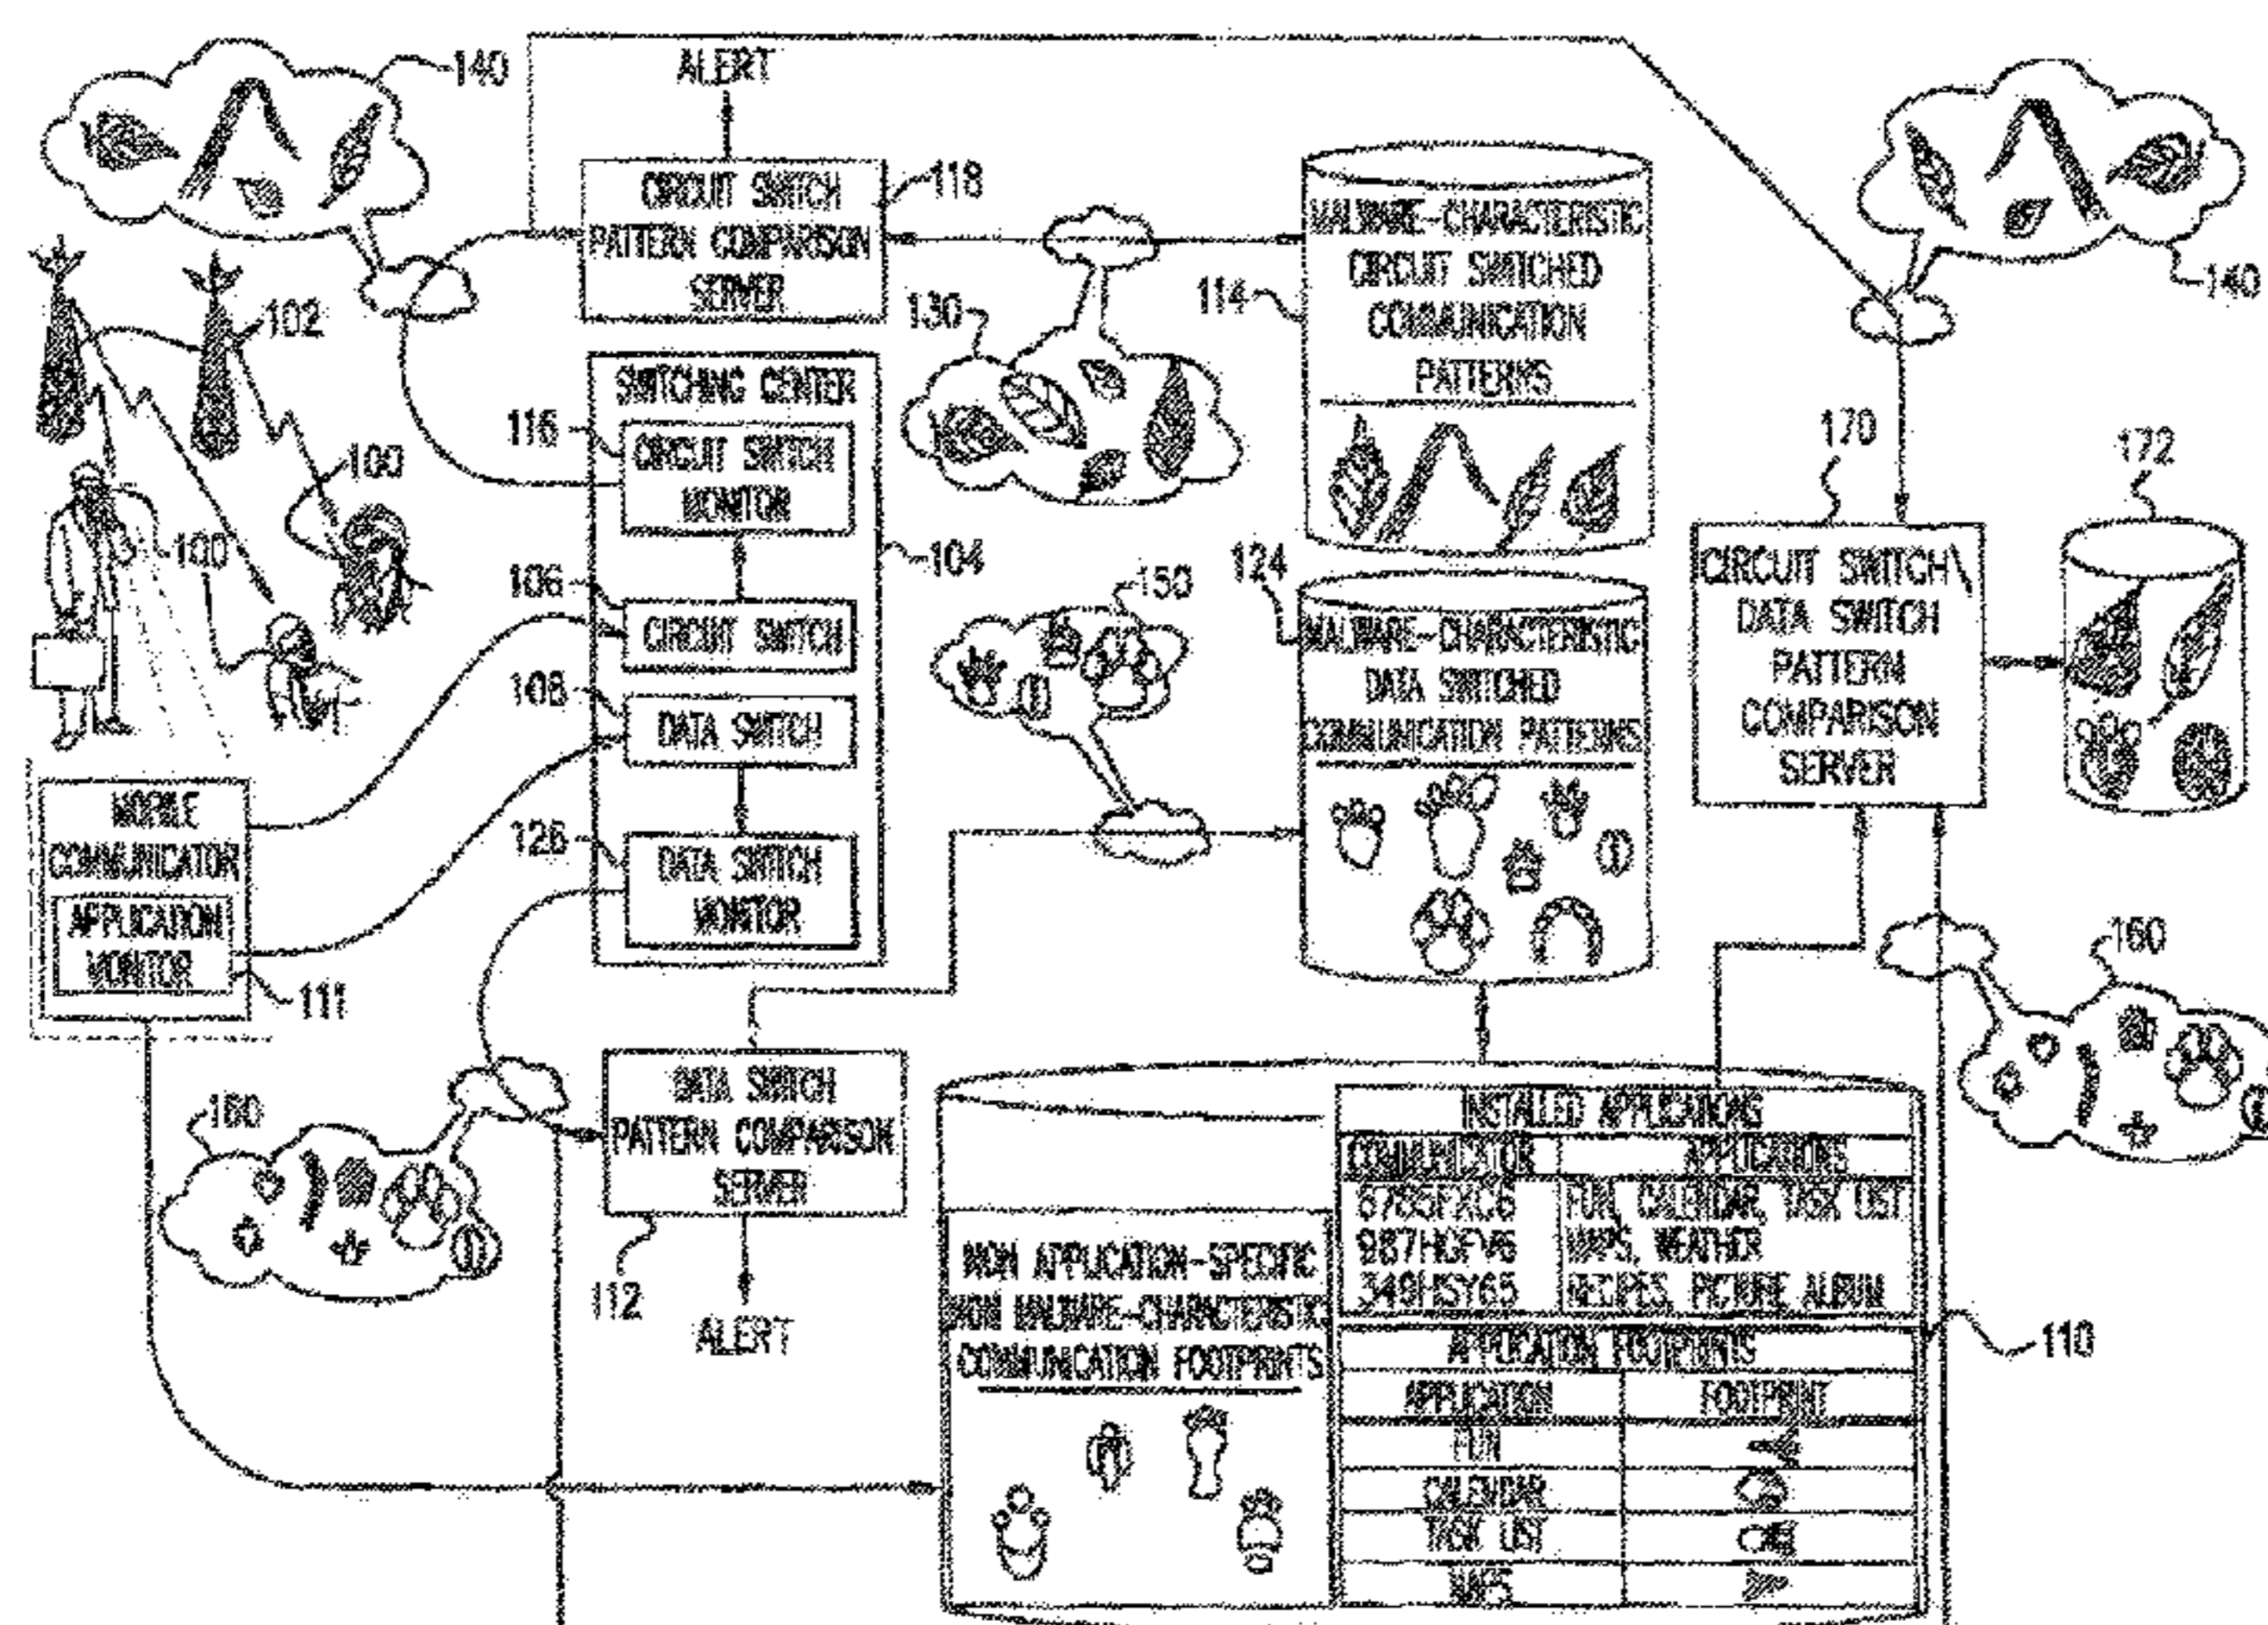 140
ALERT
CIRCUIT SWITCH
PATTERN COMPARISON
SERVER
118
MALWARE-CHARACTERISTIC
CIRCUIT SWITCHED
COMMUNICATION
PATTERNS
114
130
140
102
SWITCHING CENTER
116
CIRCUIT SWITCH
MONITOR
100
100
104
106
CIRCUIT SWITCH
108
DATA SWITCH
126
DATA SWITCH
MONITOR
150
124
MALWARE-CHARACTERISTIC
DATA SWITCHED
COMMUNICATION PATTERNS
170
172
CIRCUIT SWITCH\
DATA SWITCH
PATTERN
COMPARISON
SERVER
MOBILE
COMMUNICATOR
APPLICATION
MONITOR
111
160
160
DATA SWITCH
PATTERN COMPARISON
SERVER
112
ALERT
NON APPLICATION-SPECIFIC
NON MALWARE-CHARACTERISTIC
COMMUNICATION FOOTPRINTS
INSTALLED APPLICATIONS
COMMUNICATOR APPLICATIONS
FUN, CALENDAR, TASK LIST
987HGFV6 MAPS, WEATHER
349HSY65 RECIPES, PICTURE ALBUM
110
APPLICATION FOOTPRINTS
APPLICATION FOOTPRINT
FUN
CALENDAR
TASK LIST
MAPS